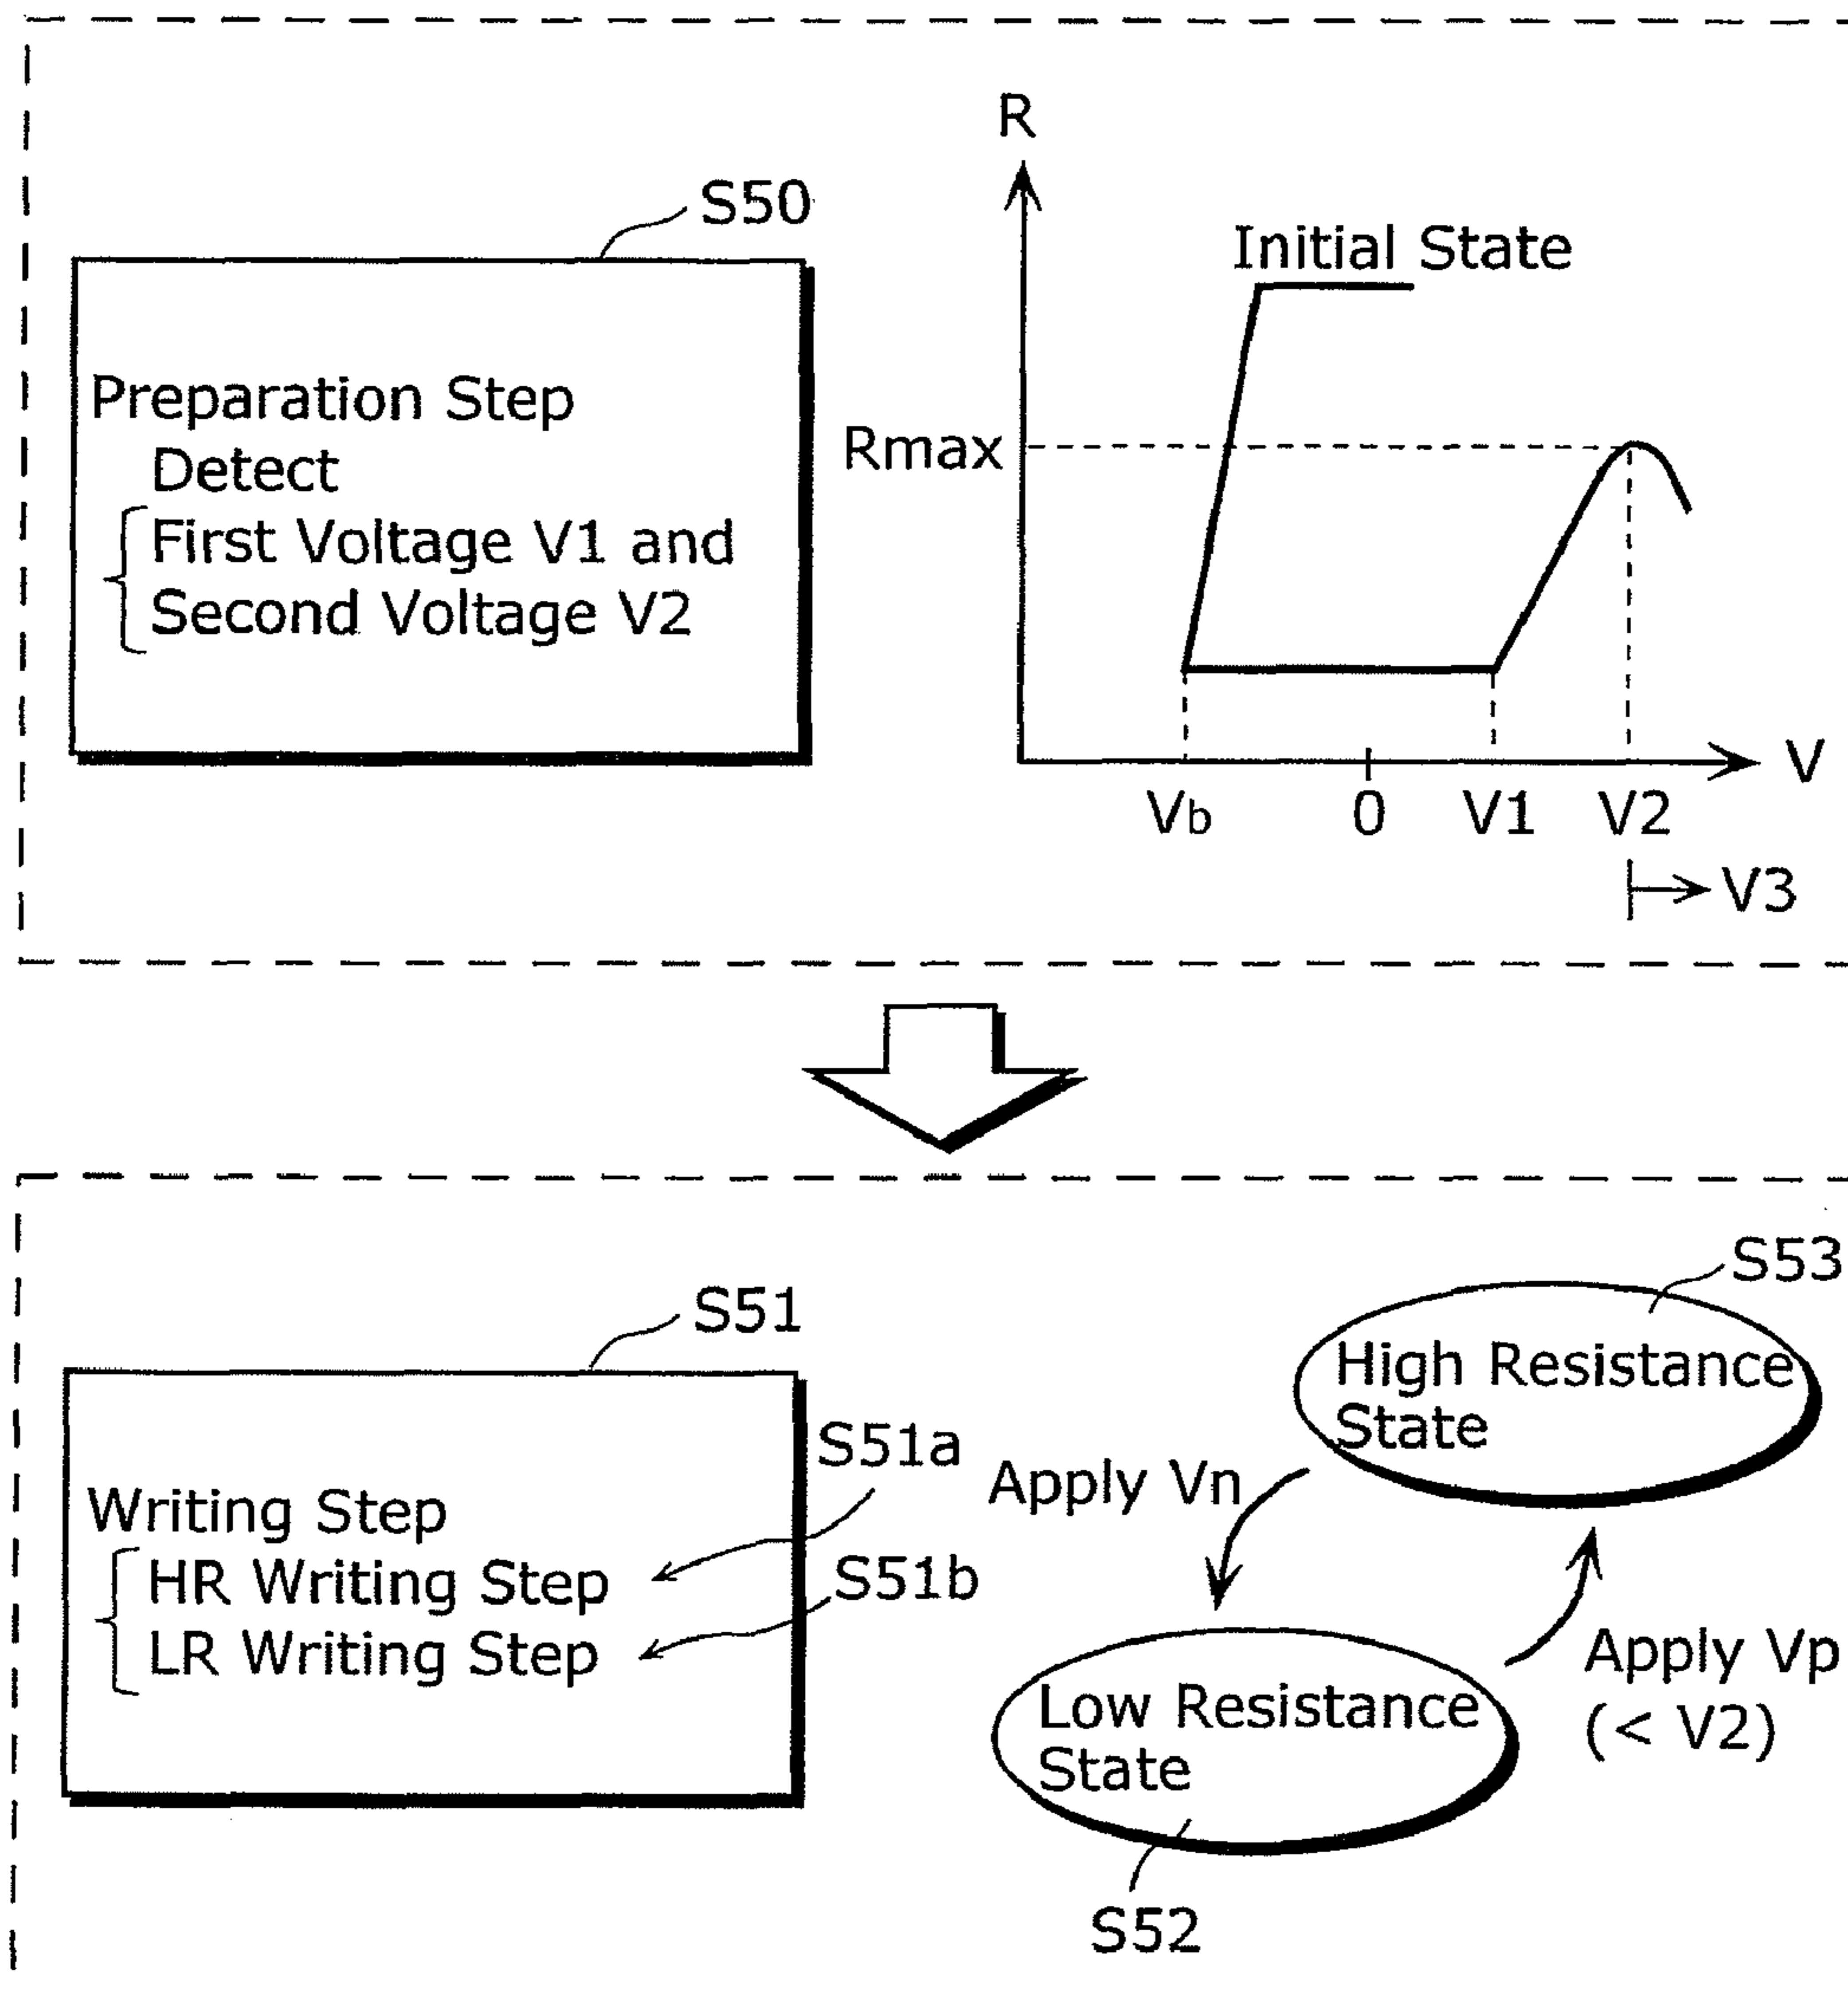 S50
Preparation Step
Detect
First Voltage V1 and
Second Voltage V2
R
Initial State
Rmax
V
Vb
0
V1
V2
V3
S51
Writing Step
HR Writing Step
LR Writing Step
S51a
S51b
S53
High Resistance
State
Apply Vn
Apply Vp
(< V2)
Low Resistance
State
S52